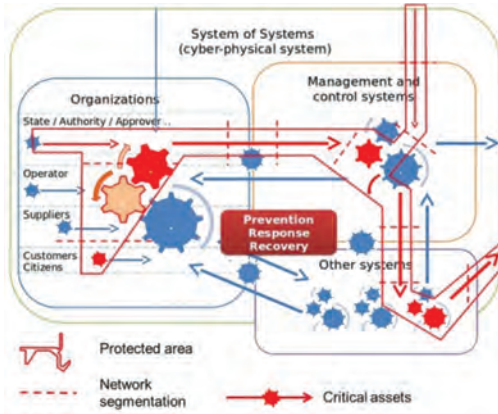 System of Systems
(cyber-physical system)
Management and
control systems
Organizations
State / Authority / Approver ..
Operator
Suppliers
Customers
Citizens
Prevention
Response
Recovery
Other systems
Protected area
Network
segmentation
Critical assets